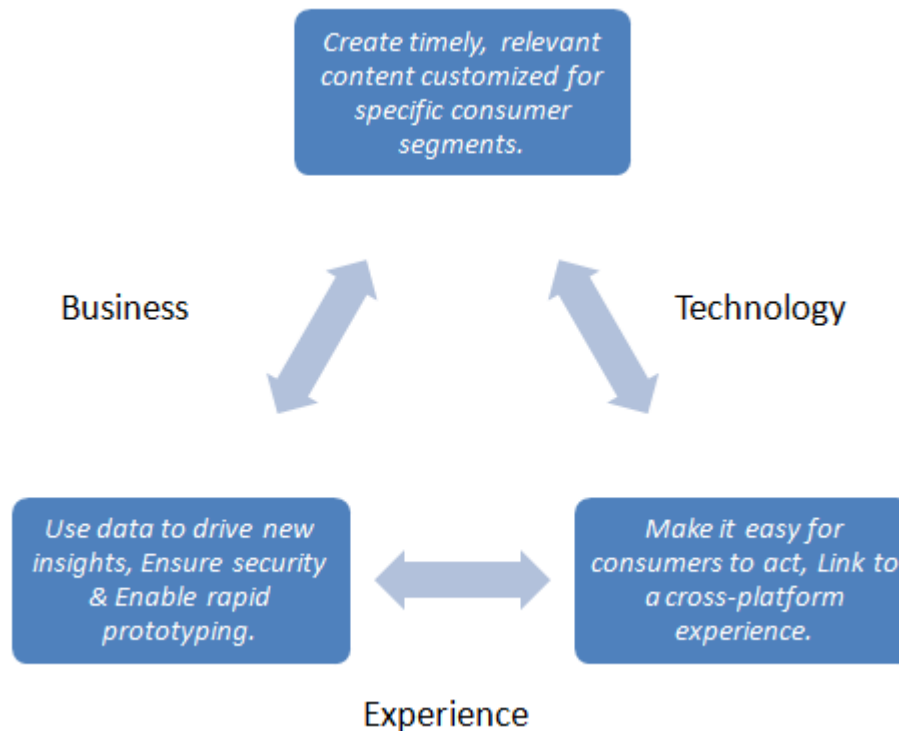 Create timely, relevant
content customized for
specific consumer
segments.
Business
Technology
Use data to drive new
insights, Ensure security
& Enable rapid
prototyping.
Make it easy for
consumers to act, Link to
a cross-platform
experience.
Experience